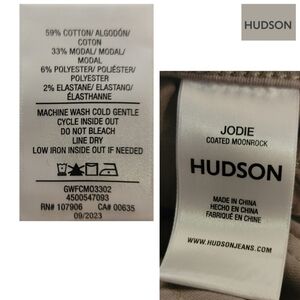 59% COTTON/ ALGODÓN/
COTON
33% MODAL/ MODAL/
MODAL
6% POLYESTER/ POLIÉSTER/
POLYESTER
2% ELASTANE/ ELASTANO/
ÉLASTHANNE
MACHINE WASH COLD GENTLE
CYCLE INSIDE OUT
DO NOT BLEACH
LINE DRY
LOW IRON INSIDE OUT IF NEEDED
GWFCM03302
4500547093
RN# 107906 CA# 00635
09/2023
HUDSON
JODIE
COATED MOONROCK
HUDSON
MADE IN CHINA
HECHO EN CHINA
FABRIQUÉ EN CHINE
WWW.HUDSONJEANS.COM